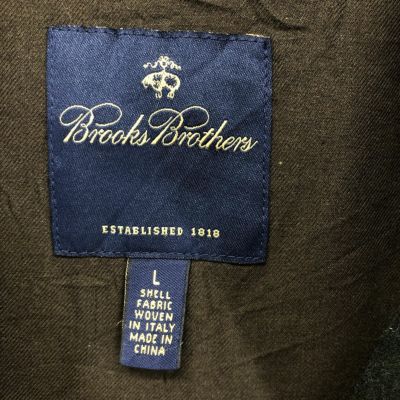 Brooks Brothers
ESTABLISHED 1818
L
SHELL
FABRIC
WOVEN
IN ITALY
MADE IN
CHINA